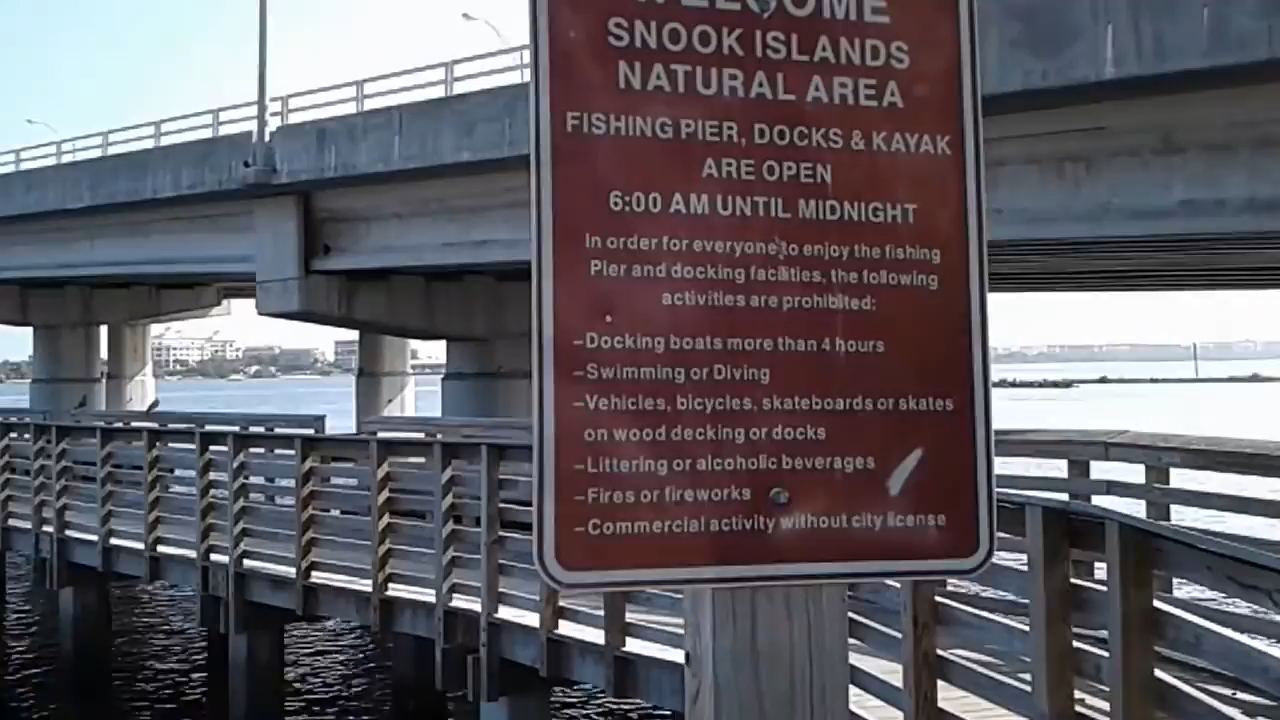 WELCOME
SNOOK ISLANDS
NATURAL AREA
FISHING PIER, DOCKS & KAYAK
ARE OPEN
6:00 AM UNTIL MIDNIGHT
In order for everyone to enjoy the fishing
Pier and docking facilities, the following
activities are prohibited:
–Docking boats more than 4 hours
–Swimming or Diving
–Vehicles, bicycles, skateboards or skates
on wood decking or docks
–Littering or alcoholic beverages
–Fires or fireworks
–Commercial activity without city license